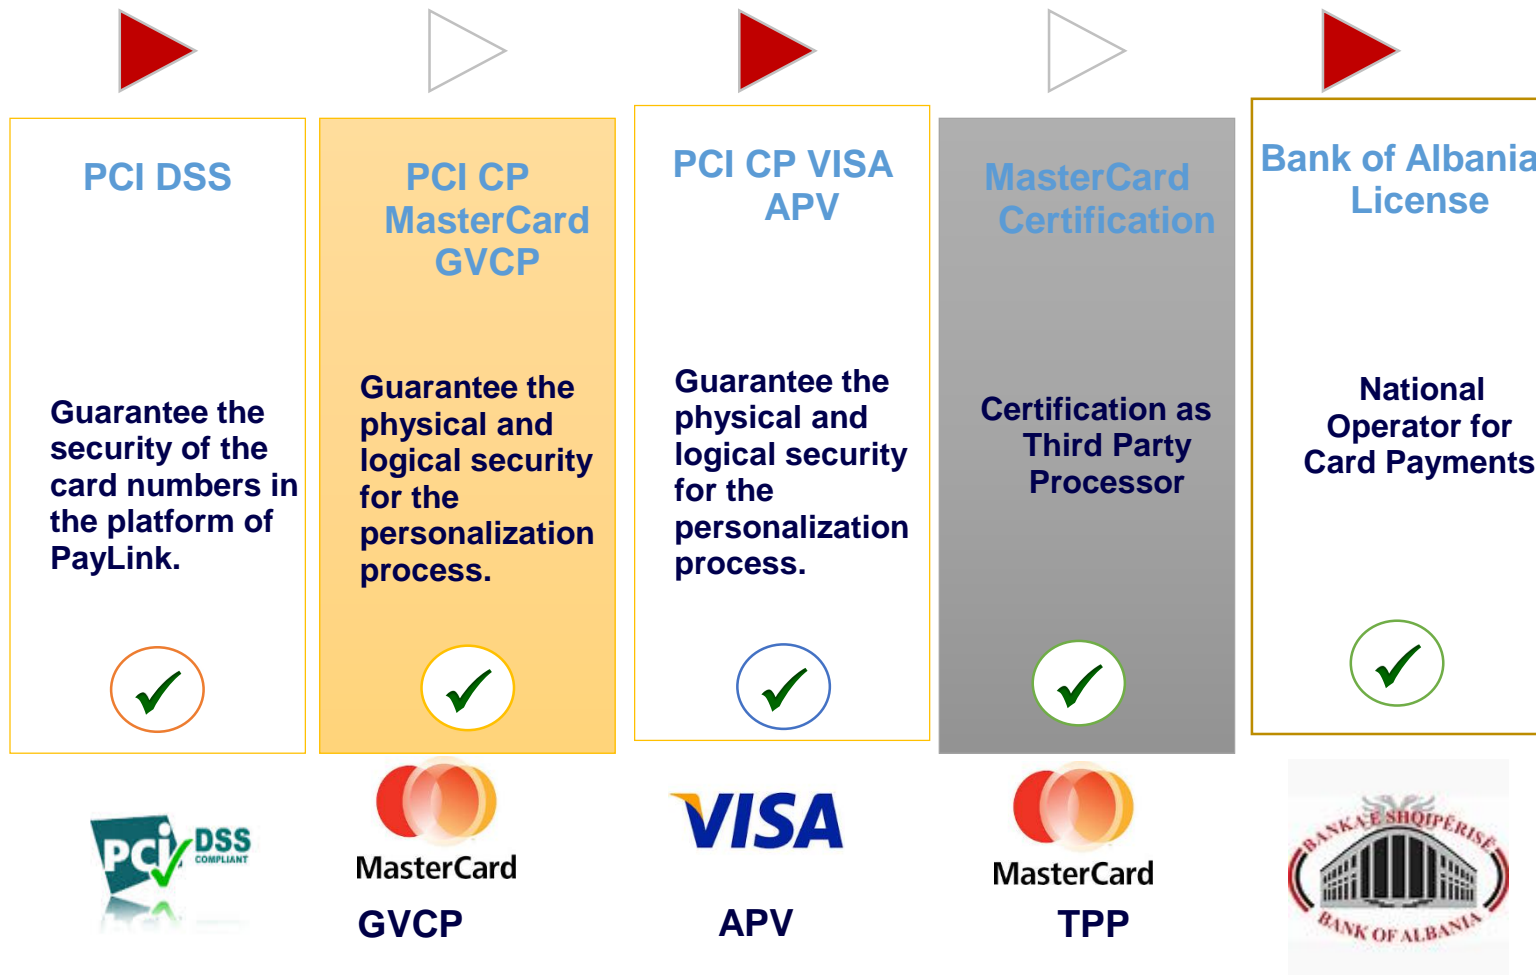 PCI DSS
Guarantee the
security of the
card numbers in
the platform of
PayLink.
PCI CP
MasterCard
GVCP
Guarantee the
physical and
logical security
for the
personalization
process.
PCI CP VISA
APV
Guarantee the
physical and
logical security
for the
personalization
process.
MasterCard
Certification
Certification as
Third Party
Processor
Bank of Albania
License
National
Operator for
Card Payments
PCI DSS
COMPLIANT
MasterCard
GVCP
VISA
APV
MasterCard
TPP
BANKA E SHQIPËRISË
BANK OF ALBANIA